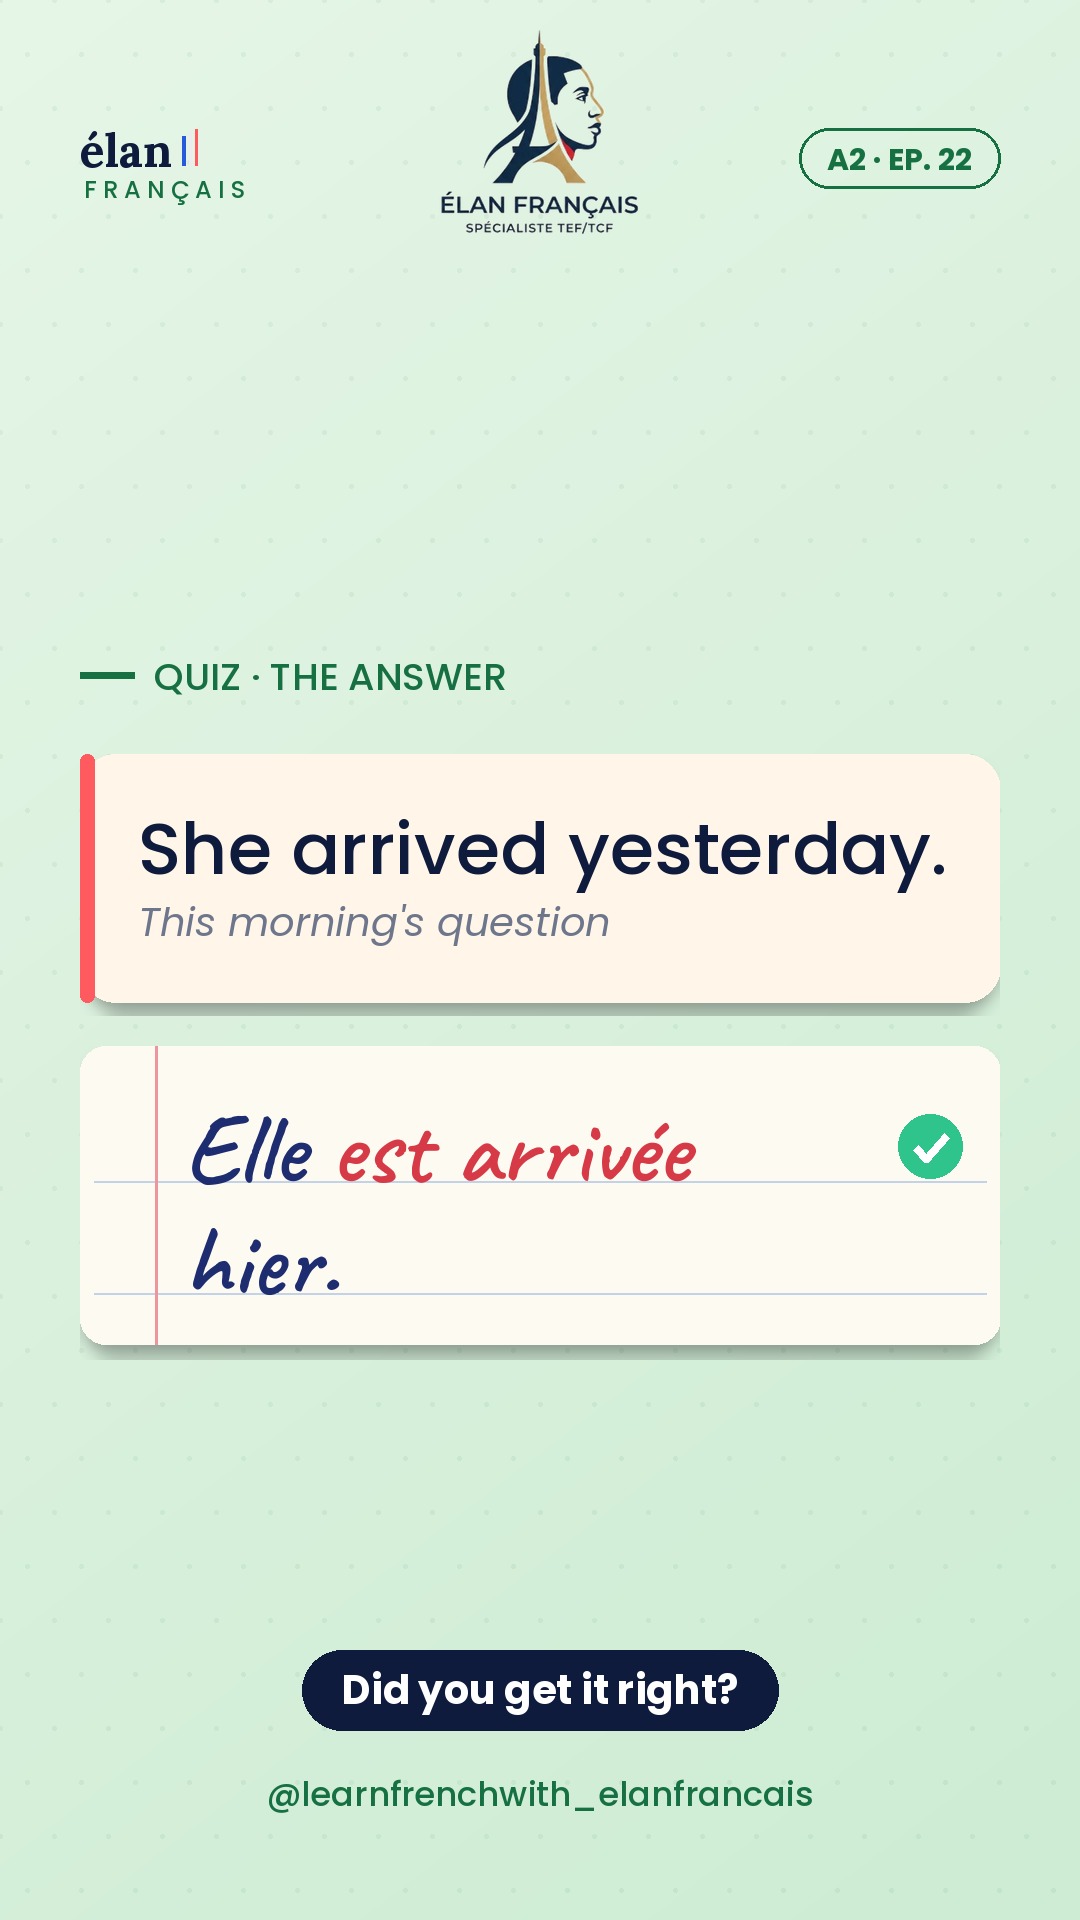 élan
FRANÇAIS
ÉLAN FRANÇAIS
SPÉCIALISTE TEF/TCF
A2 · EP. 22
QUIZ · THE ANSWER
She arrived yesterday.
This morning's question
Elle est arrivée
hier.
Did you get it right?
@learnfrenchwith_elanfrancais